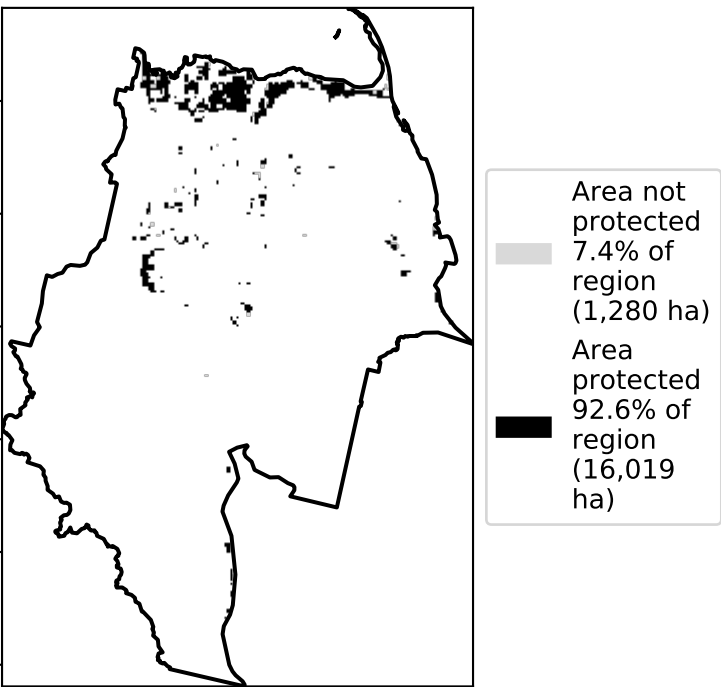 Area not
protected
7.4% of
region
(1,280 ha)
Area
protected
92.6% of
region
(16,019
ha)